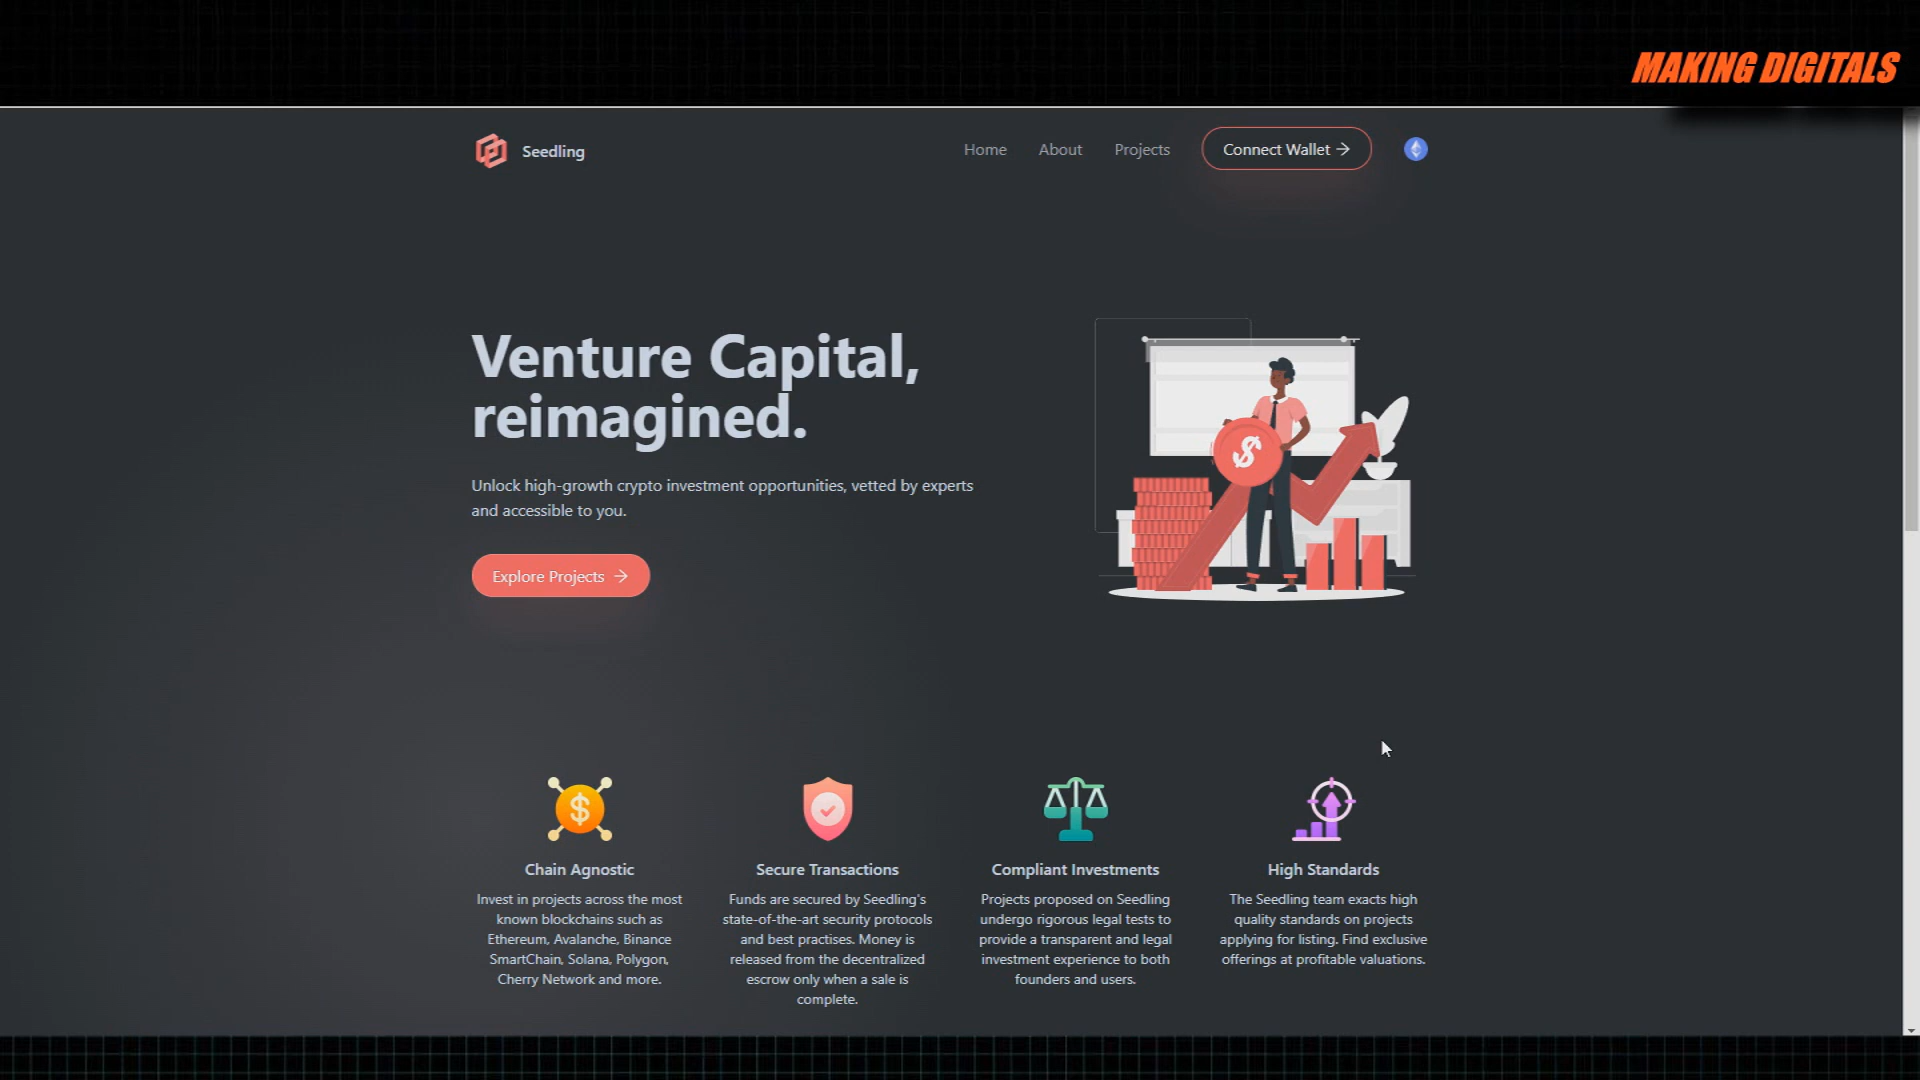 MAKING DIGITALS
Seedling
Home
About
Projects
Connect Wallet →
Venture Capital,
reimagined.
Unlock high-growth crypto investment opportunities, vetted by experts
and accessible to you.
Explore Projects →
$
$
Chain Agnostic
Invest in projects across the most
known blockchains such as
Ethereum, Avalanche, Binance
SmartChain, Solana, Polygon,
Cherry Network and more.
Secure Transactions
Funds are secured by Seedling's
state-of-the-art security protocols
and best practises. Money is
released from the decentralized
escrow only when a sale is
complete.
Compliant Investments
Projects proposed on Seedling
undergo rigorous legal tests to
provide a transparent and legal
investment experience to both
founders and users.
High Standards
The Seedling team exacts high
quality standards on projects
applying for listing. Find exclusive
offerings at profitable valuations.